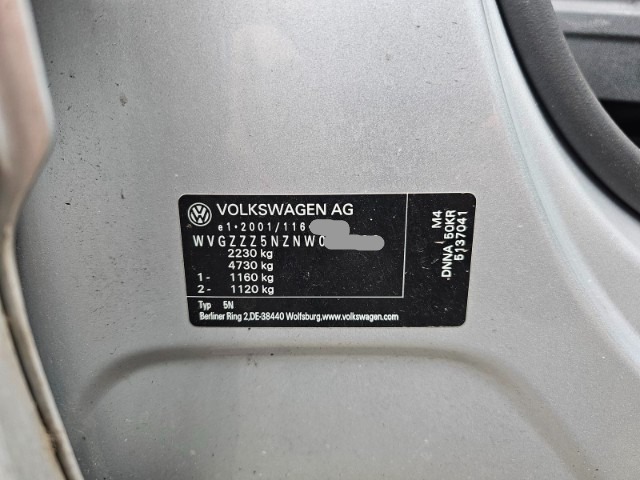 VOLKSWAGEN AG
e1*2001/116
WVGZZZ5NZNW0
2230 kg
4730 kg
1- 1160 kg
2- 1120 kg
Typ 5N
Berliner Ring 2,DE-38440 Wolfsburg,www.volkswagen.com
M4
DNNA 50KR
5137041